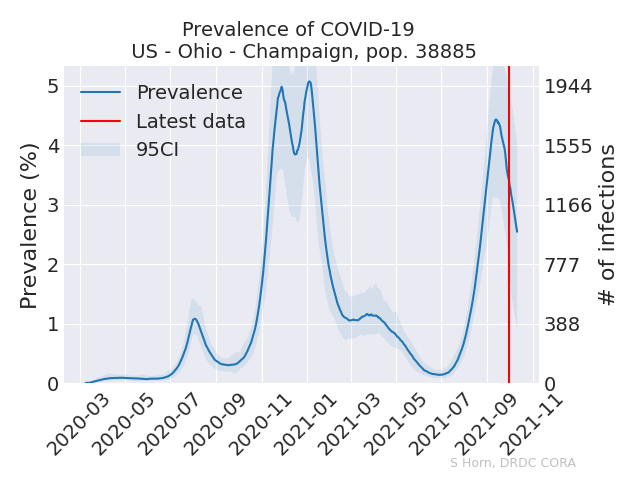 Prevalence of COVID-19
US - Ohio - Champaign, pop. 38885
Prevalence
Latest data
95CI
Prevalence (%)
5
4
3
2
1
0
1944
1555
1166
777
388
0
# of infections
2020-03
2020-05
2020-07
2020-09
2020-11
2021-01
2021-03
2021-05
2021-07
2021-09
2021-11
S Horn, DRDC CORA